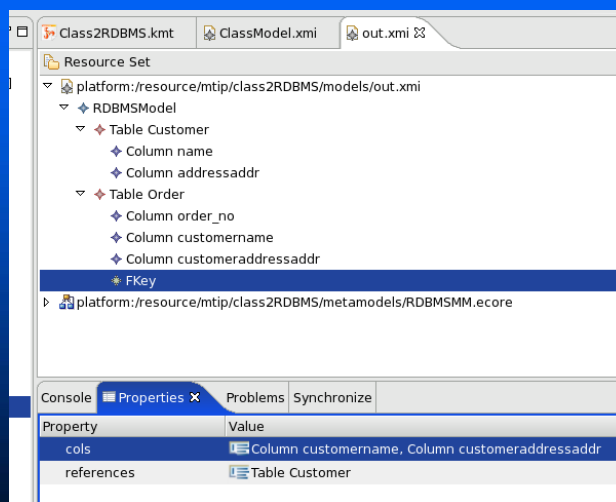 Class2RDBMS.kmt ClassModel.xmi out.xmi
Resource Set
platform:/resource/mtip/class2RDBMS/models/out.xmi
RDBMSModel
Table Customer
Column name
Column addressaddr
Table Order
Column order_no
Column customername
Column customeraddressaddr
FKey
platform:/resource/mtip/class2RDBMS/metamodels/RDBMSMM.ecore
Console Properties Problems Synchronize
Property Value
cols Column customername, Column customeraddressaddr
references Table Customer